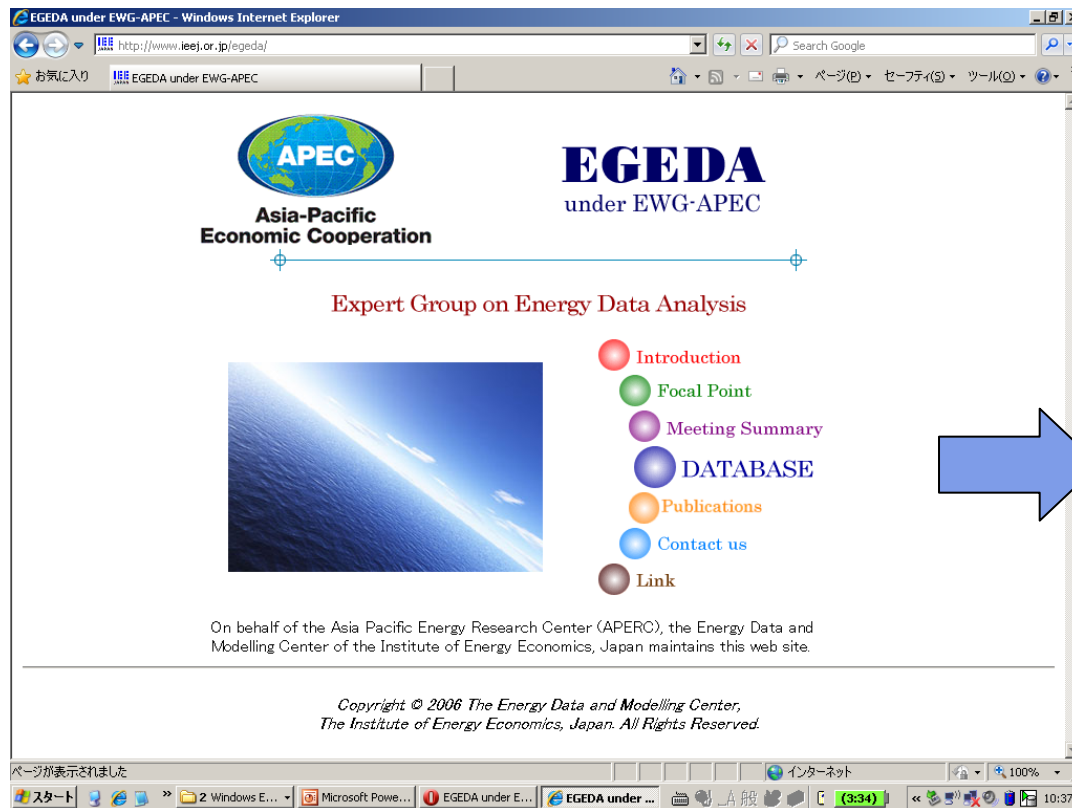 EGEDA under EWG-APEC - Windows Internet Explorer
http://www.ieej.or.jp/egeda/
Search Google
お気に入り
EGEDA under EWG-APEC
ページ(P)
セーフティ(S)
ツール(O)
APEC
Asia-Pacific
Economic Cooperation
EGEDA
under EWG-APEC
Expert Group on Energy Data Analysis
Introduction
Focal Point
Meeting Summary
DATABASE
Publications
Contact us
Link
On behalf of the Asia Pacific Energy Research Center (APERC), the Energy Data and
Modelling Center of the Institute of Energy Economics, Japan maintains this web site.
Copyright © 2006 The Energy Data and Modelling Center,
The Institute of Energy Economics, Japan. All Rights Reserved.
ページが表示されました
インターネット
100%
スタート
2 Windows E...
Microsoft Powe...
EGEDA under E...
EGEDA under ...
A 般
(3:34)
10:37